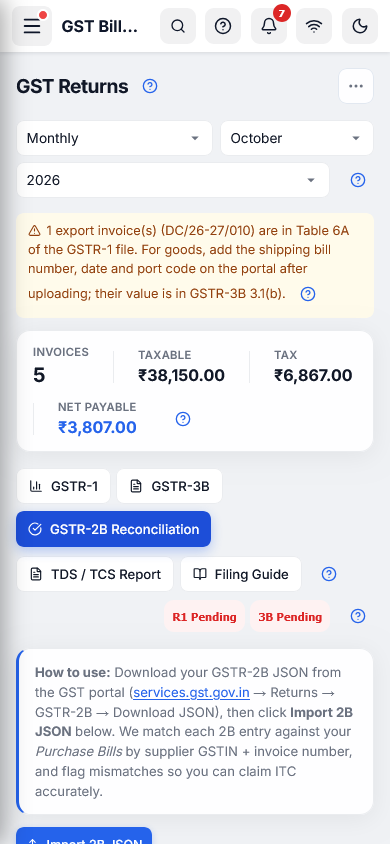 GST Bill...
7
GST Returns
Monthly
October
2026
1 export invoice(s) (DC/26-27/010) are in Table 6A
of the GSTR-1 file. For goods, add the shipping bill
number, date and port code on the portal after
uploading; their value is in GSTR-3B 3.1(b).
INVOICES
5
TAXABLE
₹38,150.00
TAX
₹6,867.00
NET PAYABLE
₹3,807.00
GSTR-1
GSTR-3B
GSTR-2B Reconciliation
TDS / TCS Report
Filing Guide
R1 Pending
3B Pending
How to use: Download your GSTR-2B JSON from
the GST portal (services.gst.gov.in → Returns →
GSTR-2B → Download JSON), then click Import 2B
JSON below. We match each 2B entry against your
Purchase Bills by supplier GSTIN + invoice number,
and flag mismatches so you can claim ITC
accurately.
Import 2B JSON